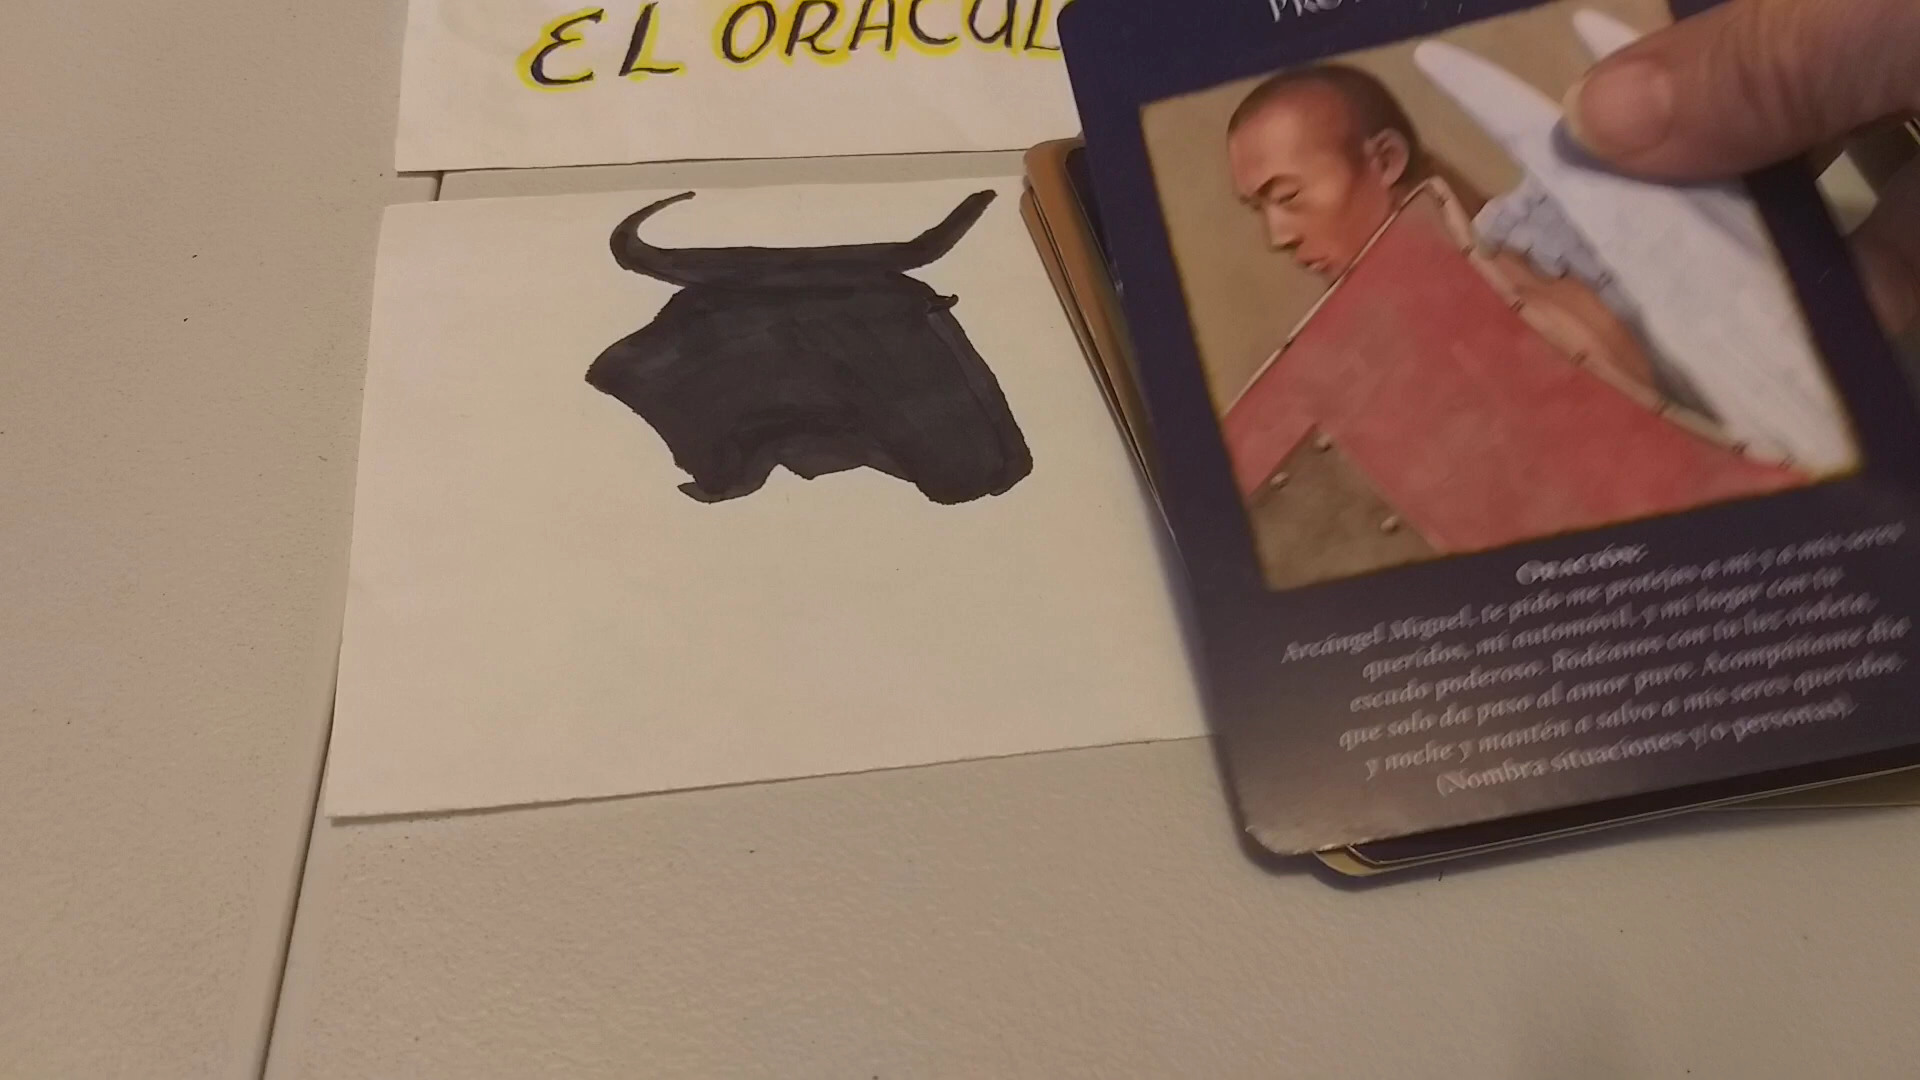 EL ORACUL
PRO
ORACIÓN:
Arcángel Miguel, te pido me protejas a mí y a mis seres
queridos, mi automóvil, y mi hogar con tu
escudo poderoso. Rodéanos con tu luz violeta,
que solo da paso al amor puro. Acompáñame día
y noche y mantén a salvo a mis seres queridos.
(Nombra situaciones y/o personas).